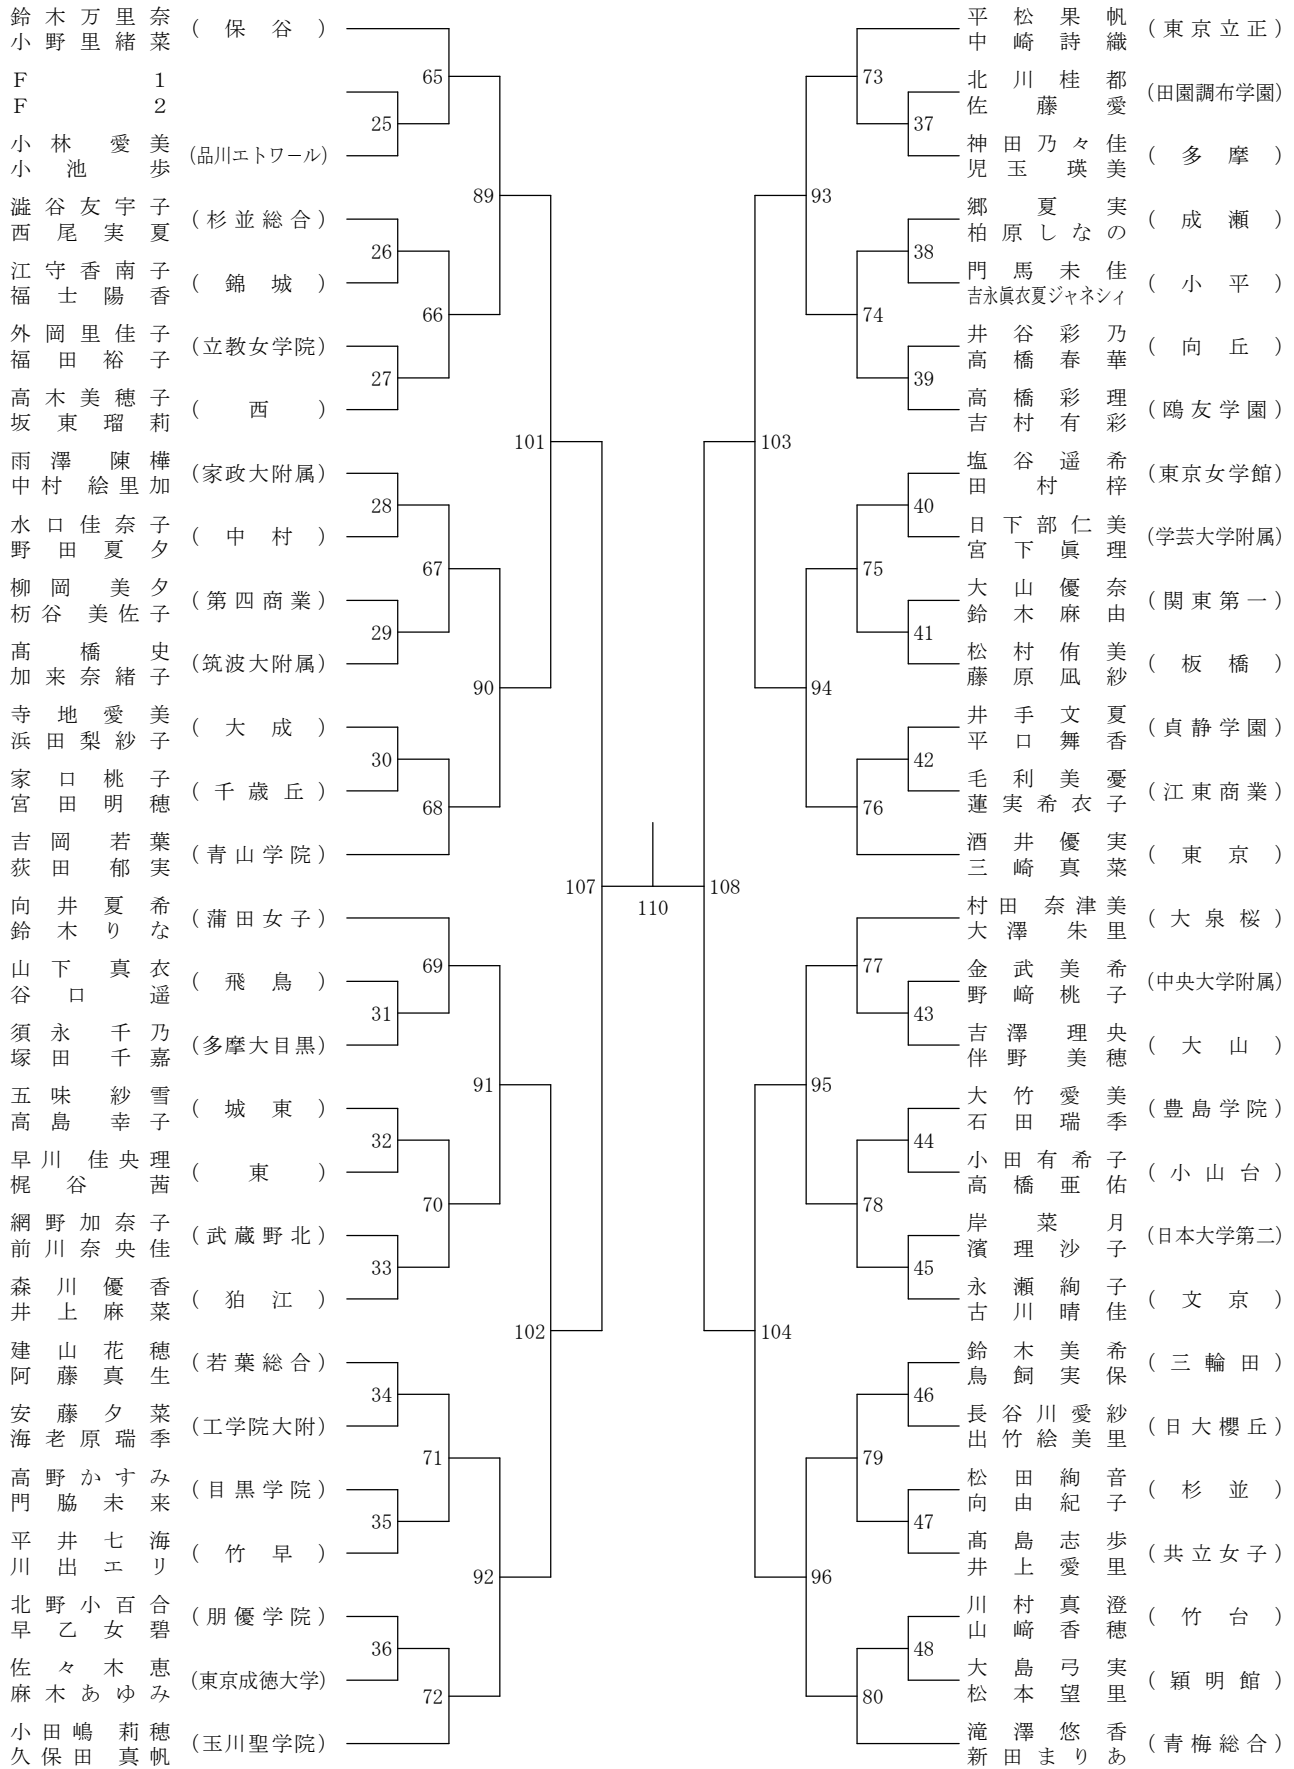 鈴木万里奈
小野里緒菜
(保谷)
65
F 1
F 2
25
小林愛美
小池歩
(品川エトワール)
89
澁谷友宇子
西尾実夏
(杉並総合)
26
江守香南子
福士陽香
(錦城)
66
外岡里佳子
福田裕子
(立教女学院)
27
高木美穂子
坂東瑠莉
(西)
101
雨澤陳樺
中村絵里加
(家政大附属)
28
水口佳奈子
野田夏夕
(中村)
67
柳岡美夕
栃谷美佐子
(第四商業)
29
髙橋史
加来奈緒子
(筑波大附属)
90
寺地愛美
浜田梨紗子
(大成)
30
家口桃子
宮田明穂
(千歳丘)
68
吉岡若葉
荻田郁実
(青山学院)
107
110
向井夏希
鈴木りな
(蒲田女子)
69
山下真衣
谷口遥
(飛鳥)
31
須永千乃
塚田千嘉
(多摩大目黒)
91
五味紗雪
高島幸子
(城東)
32
早川佳央理
梶谷茜
(東)
70
網野加奈子
前川奈央佳
(武蔵野北)
33
森川優香
井上麻菜
(狛江)
102
建山花穂
阿藤真生
(若葉総合)
34
安藤夕菜
海老原瑞季
(工学院大附)
71
高野かすみ
門脇未来
(目黒学院)
35
平井七海
川出エリ
(竹早)
92
北野小百合
早乙女碧
(朋優学院)
36
佐々木恵
麻木あゆみ
(東京成徳大学)
72
小田嶋莉穂
久保田真帆
(玉川聖学院)
平松果帆
中崎詩織
(東京立正)
73
北川桂都
佐藤愛
(田園調布学園)
37
神田乃々佳
児玉瑛美
(多摩)
93
郷夏実
柏原しなの
(成瀬)
38
門馬未佳
吉永眞衣夏ジャネシィ
(小平)
74
井谷彩乃
高橋春華
(向丘)
39
高橋彩理
吉村有彩
(鴎友学園)
103
塩谷遥希
田村梓
(東京女学館)
40
日下部仁美
宮下眞理
(学芸大学附属)
75
大山優奈
鈴木麻由
(関東第一)
41
松村侑美
藤原凪紗
(板橋)
94
井手文夏
平口舞香
(貞静学園)
42
毛利美憂
蓮実希衣子
(江東商業)
76
酒井優実
三崎真菜
(東京)
108
村田奈津美
大澤朱里
(大泉桜)
77
金武美希
野﨑桃子
(中央大学附属)
43
吉澤理央
伴野美穂
(大山)
95
大竹愛美
石田瑞季
(豊島学院)
44
小田有希子
高橋亜佑
(小山台)
78
岸菜月
濱理沙子
(日本大学第二)
45
永瀬絢子
古川晴佳
(文京)
104
鈴木美希
鳥飼実保
(三輪田)
46
長谷川愛紗
出竹絵美里
(日大櫻丘)
79
松田絢音
向由紀子
(杉並)
47
髙島志歩
井上愛里
(共立女子)
96
川村真澄
山﨑香穂
(竹台)
48
大島弓実
松本望里
(穎明館)
80
滝澤悠香
新田まりあ
(青梅総合)